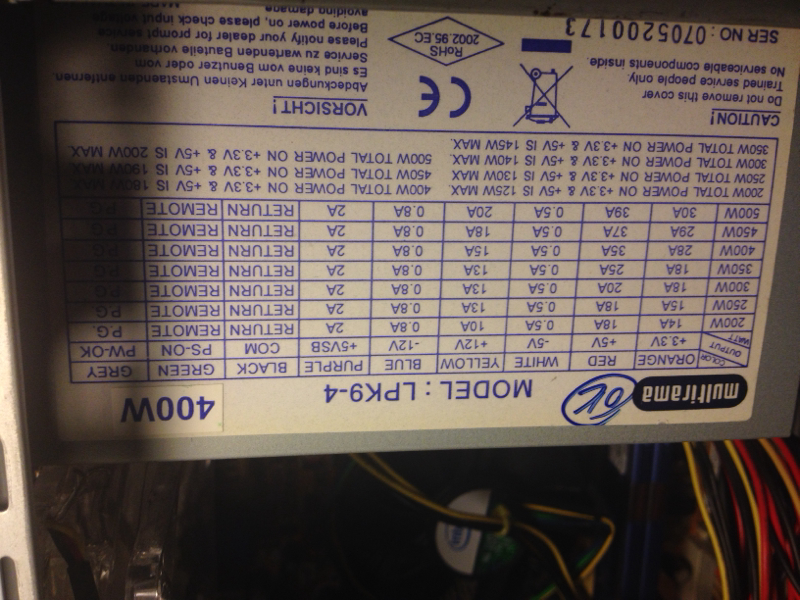 multirama OK MODEL : LPK9-4 400W
COLOR ORANGE RED WHITE YELLOW BLUE PURPLE BLACK GREEN GREY
WATT OUTPUT +3.3V +5V -5V +12V -12V +5VSB COM PS-ON PW-OK
200W 14A 18A 0.5A 10A 0.8A 2A RETURN REMOTE P.G.
250W 15A 18A 0.5A 13A 0.8A 2A RETURN REMOTE P.G.
300W 18A 20A 0.5A 13A 0.8A 2A RETURN REMOTE P.G.
350W 18A 25A 0.5A 13A 0.8A 2A RETURN REMOTE P.G.
400W 28A 35A 0.5A 15A 0.8A 2A RETURN REMOTE P.G.
450W 29A 37A 0.5A 18A 0.8A 2A RETURN REMOTE P.G.
500W 30A 39A 0.5A 20A 0.8A 2A RETURN REMOTE P.G.
200W TOTAL POWER ON +3.3V & +5V IS 125W MAX. 400W TOTAL POWER ON +3.3V & +5V IS 180W MAX.
250W TOTAL POWER ON +3.3V & +5V IS 130W MAX. 450W TOTAL POWER ON +3.3V & +5V IS 190W MAX.
300W TOTAL POWER ON +3.3V & +5V IS 140W MAX. 500W TOTAL POWER ON +3.3V & +5V IS 200W MAX.
350W TOTAL POWER ON +3.3V & +5V IS 145W MAX.
CAUTION!
Do not remove this cover
Trained service people only.
No serviceable components inside.
SER NO: 0705200173
CE
RoHS
2002.95.EC
VORSICHT!
Abdeckungen unter Keinen Umstaenden entfernen.
Es sind keine vom Benutzer oder vom
Service zu wartenden Bauteile vorhanden.
Please notify your dealer for prompt service
Before power on, please check input voltage
avoiding damage